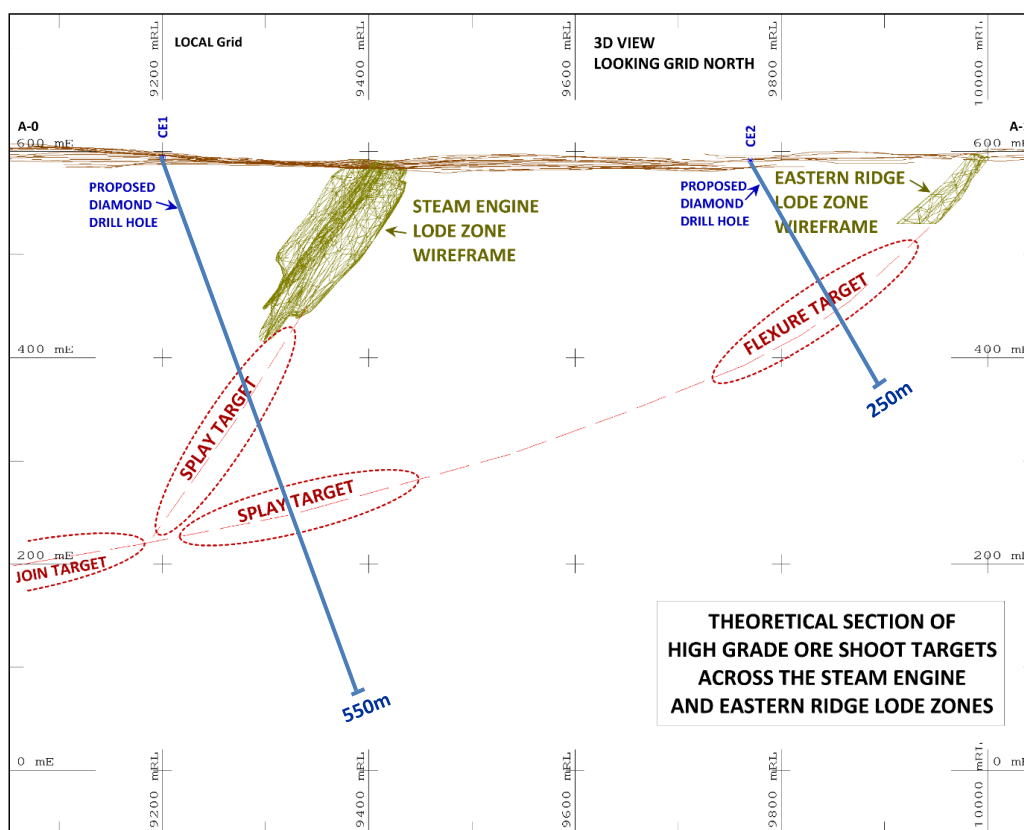 9200 mRL
9400 mRL
9600 mRL
9800 mRL
10000 mRL
LOCAL Grid
3D VIEW
LOOKING GRID NORTH
A-0
CE1
CE2
600 mE
600 mE
PROPOSED
DIAMOND
DRILL HOLE
STEAM ENGINE
LODE ZONE
WIREFRAME
PROPOSED
DIAMOND
DRILL HOLE
EASTERN RIDGE
LODE ZONE
WIREFRAME
FLEXURE TARGET
400 mE
400 mE
250m
SPLAY TARGET
SPLAY TARGET
200 mE
200 mE
JOIN TARGET
550m
THEORETICAL SECTION OF
HIGH GRADE ORE SHOOT TARGETS
ACROSS THE STEAM ENGINE
AND EASTERN RIDGE LODE ZONES
0 mE
0 mE
9200 mRL
9400 mRL
9600 mRL
9800 mRL
10000 mRL